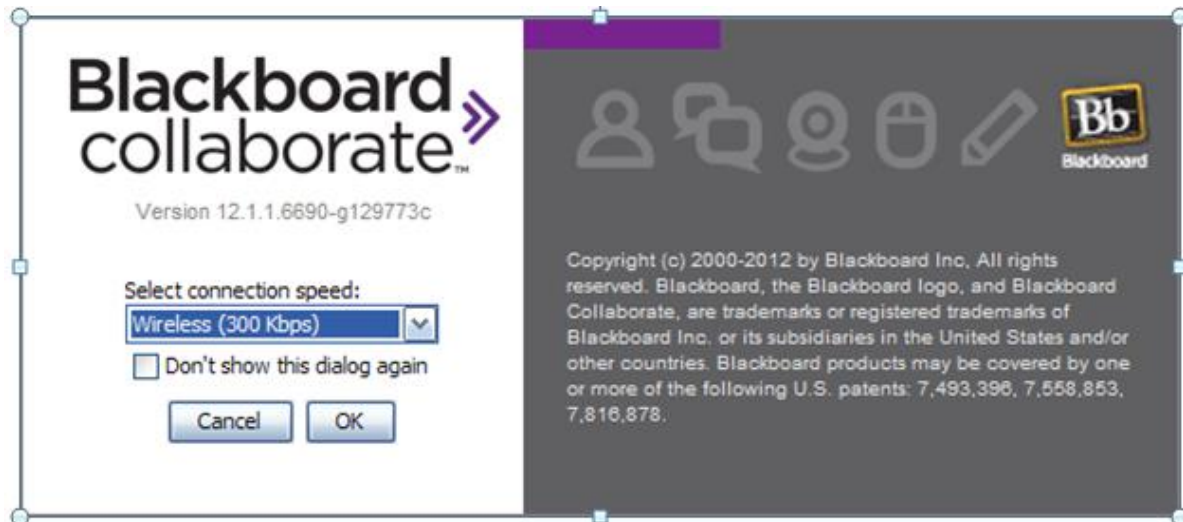 Blackboard
collaborate™
Version 12.1.1.6690-g129773c
Select connection speed:
Wireless (300 Kbps)
Don't show this dialog again
Cancel OK
Bb
Blackboard
Copyright (c) 2000-2012 by Blackboard Inc, All rights
reserved. Blackboard, the Blackboard logo, and Blackboard
Collaborate, are trademarks or registered trademarks of
Blackboard Inc. or its subsidiaries in the United States and/or
other countries. Blackboard products may be covered by one
or more of the following U.S. patents: 7,493,396, 7,558,853,
7,816,878.